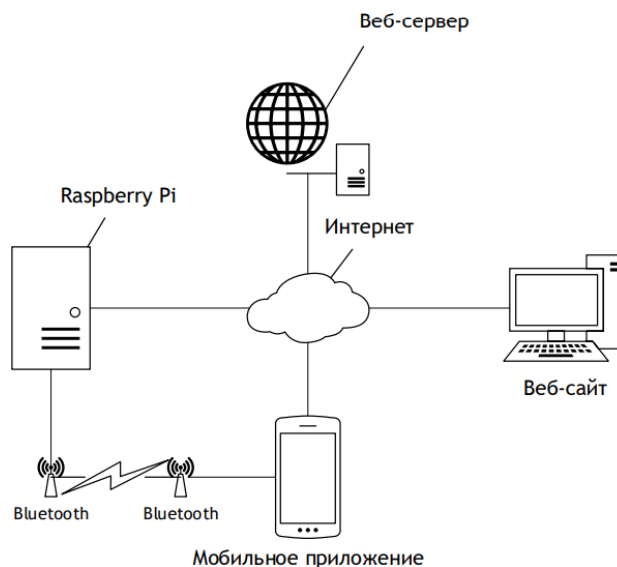 Веб-сервер
Raspberry Pi
Интернет
Веб-сайт
Bluetooth
Bluetooth
Мобильное приложение